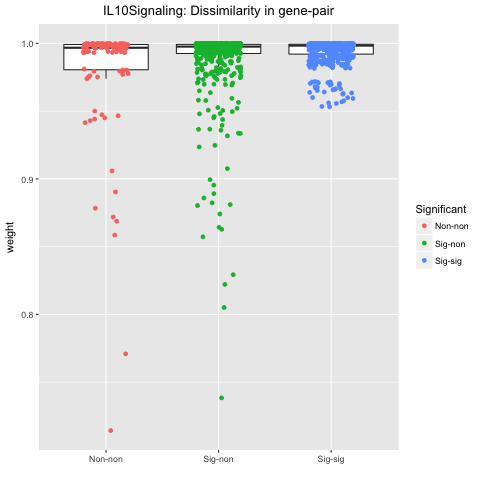 IL10Signaling: Dissimilarity in gene-pair
1.0
0.9
0.8
weight
Non-non
Sig-non
Sig-sig
Significant
Non-non
Sig-non
Sig-sig